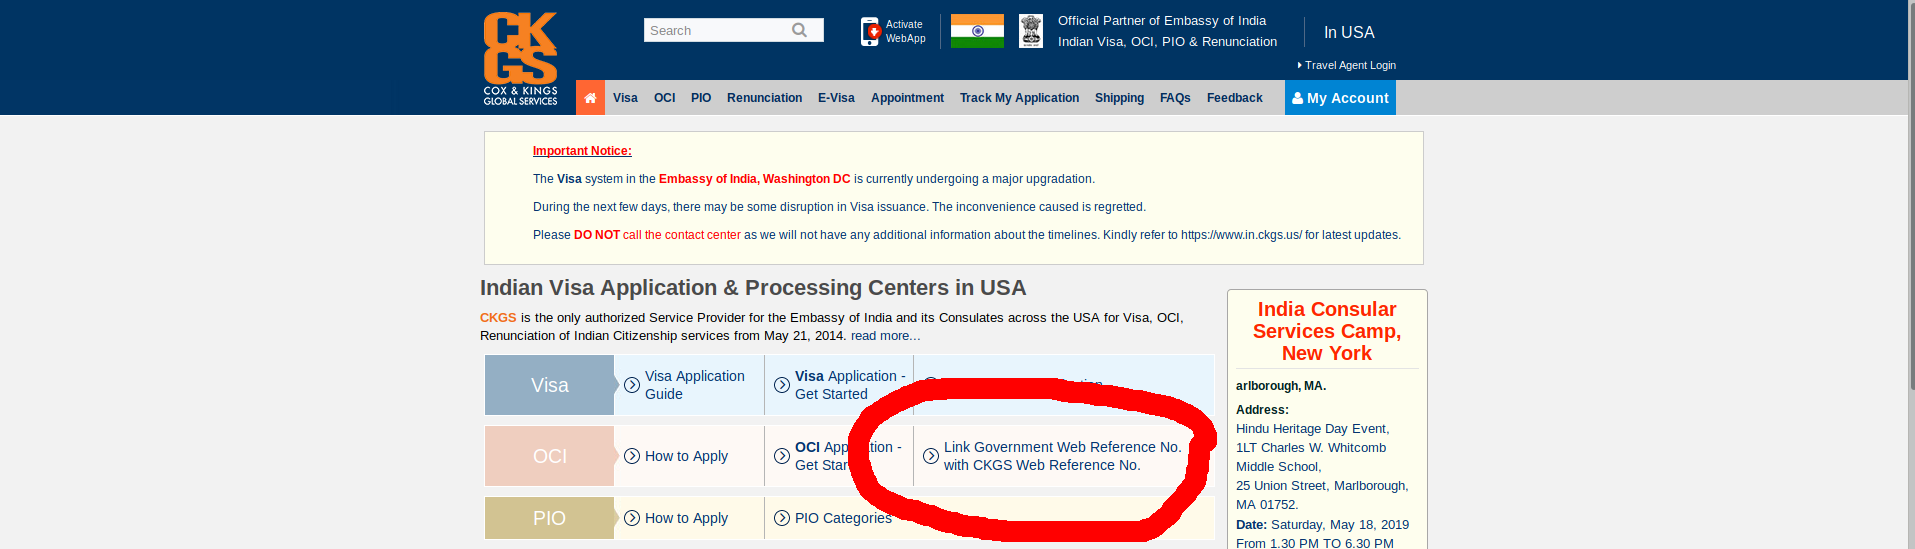 CK
GS
COX & KINGS
GLOBAL SERVICES
Search
Activate
WebApp
Official Partner of Embassy of India
Indian Visa, OCI, PIO & Renunciation
In USA
Travel Agent Login
Visa OCI PIO Renunciation E-Visa Appointment Track My Application Shipping FAQs Feedback My Account
Important Notice:
The Visa system in the Embassy of India, Washington DC is currently undergoing a major upgradation.
During the next few days, there may be some disruption in Visa issuance. The inconvenience caused is regretted.
Please DO NOT call the contact center as we will not have any additional information about the timelines. Kindly refer to https://www.in.ckgs.us/ for latest updates.
Indian Visa Application & Processing Centers in USA
CKGS is the only authorized Service Provider for the Embassy of India and its Consulates across the USA for Visa, OCI,
Renunciation of Indian Citizenship services from May 21, 2014. read more...
Visa
Visa Application
Guide
Visa Application -
Get Started
OCI
How to Apply
OCI
Get
Link Government Web Reference No.
with CKGS Web Reference No.
PIO
How to Apply
PIO Categories
India Consular
Services Camp,
New York
arlborough, MA.
Address:
Hindu Heritage Day Event,
1LT Charles W. Whitcomb
Middle School,
25 Union Street, Marlborough,
MA 01752.
Date: Saturday, May 18, 2019
From 1.30 PM TO 6.30 PM